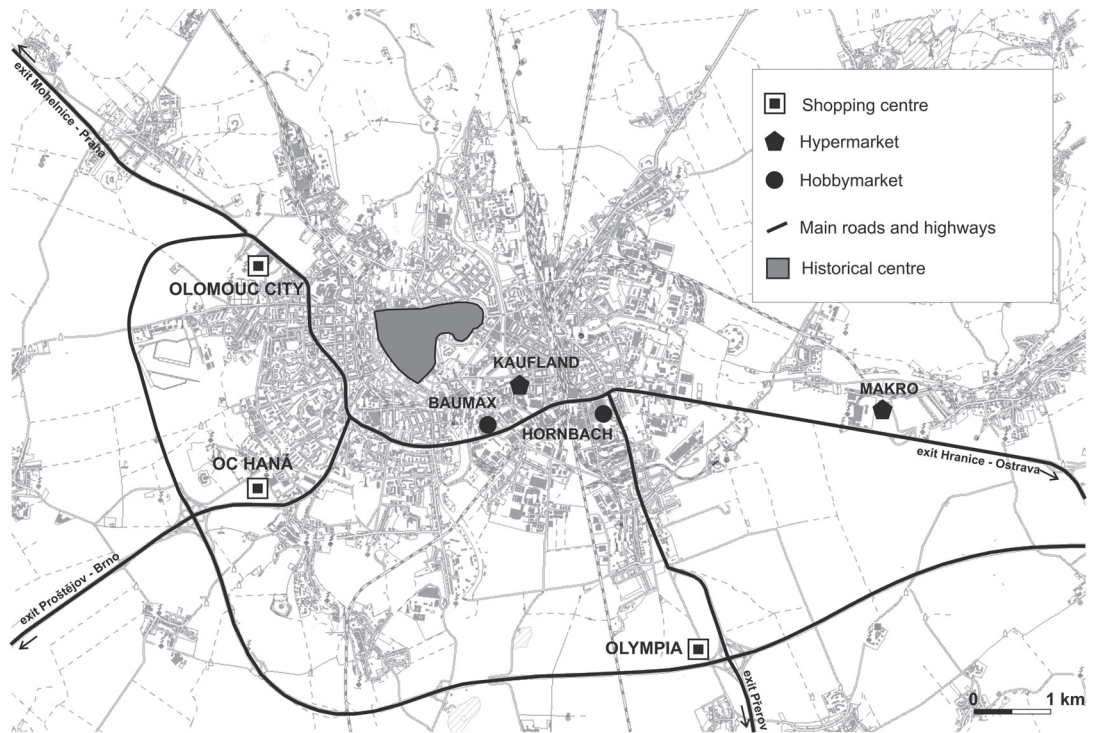 exit Mohelnice - Praha
Shopping centre
Hypermarket
Hobbymarket
Main roads and highways
Historical centre
OLOMOUC CITY
KAUFLAND
BAUMAX
HORNBACH
MAKRO
exit Hranice - Ostrava
OC HANÁ
exit Proštějov - Brno
OLYMPIA
exit Přerov
0 1 km